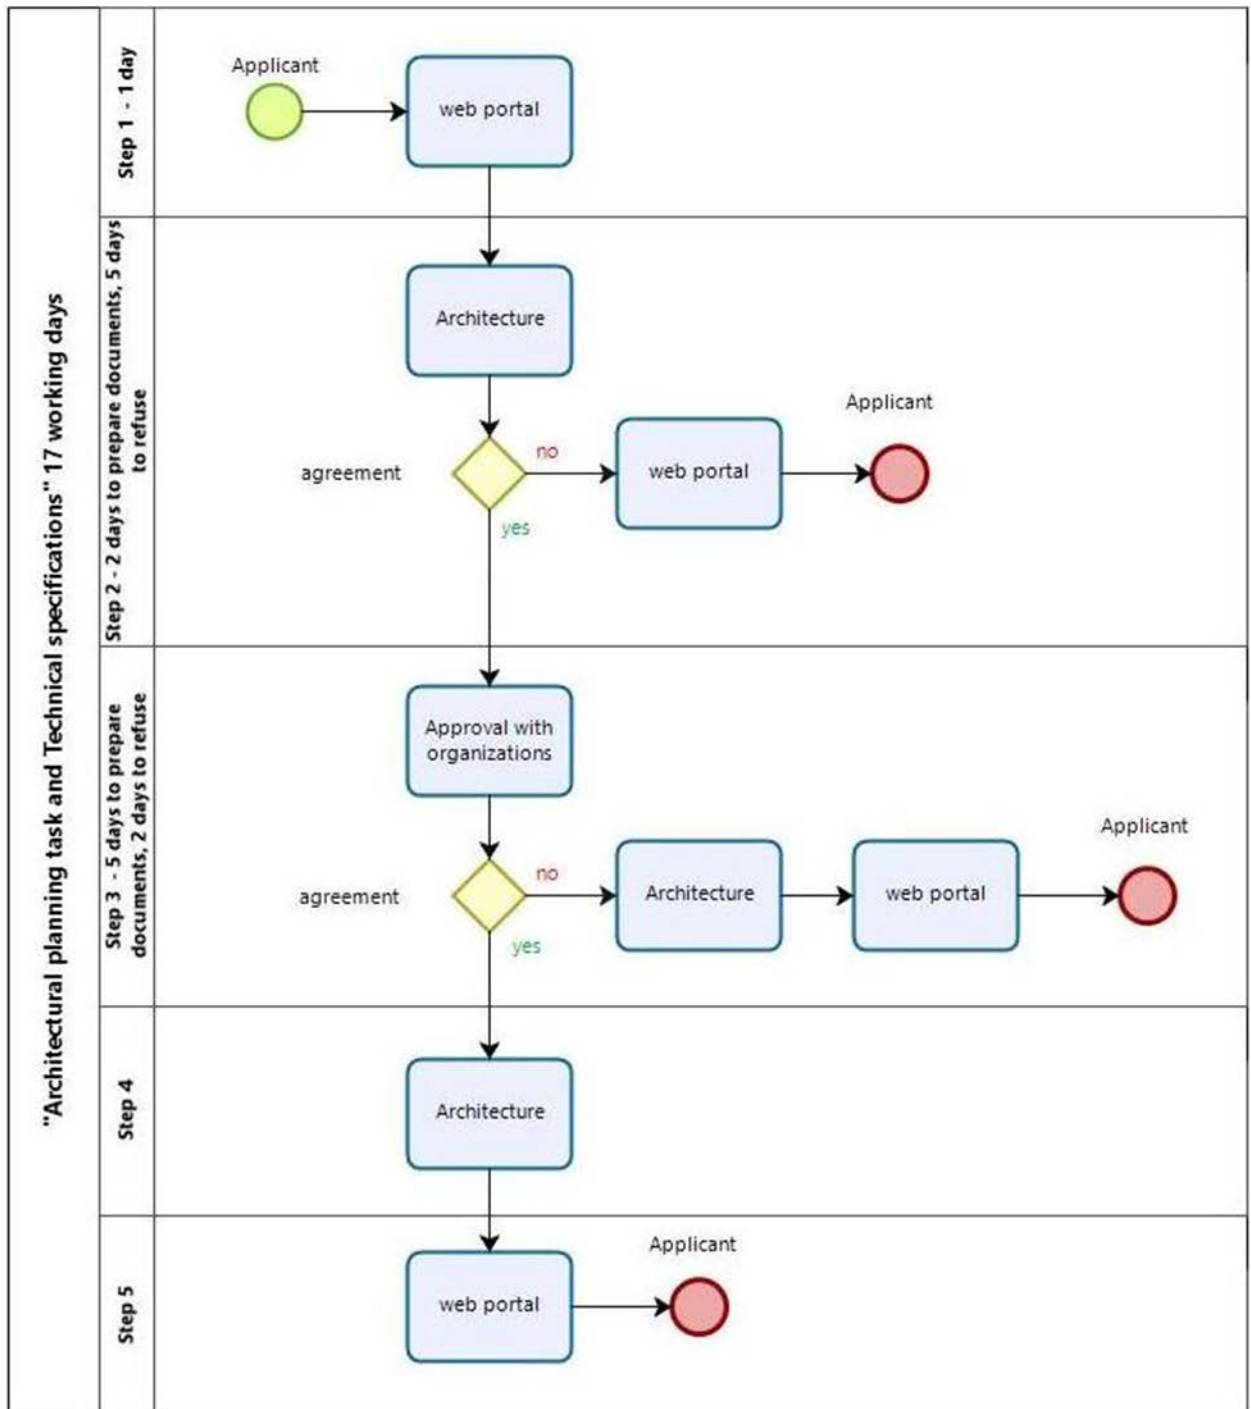 "Architectural planning task and Technical specifications" 17 working days
Step 1 - 1 day
Applicant
web portal
Step 2 - 2 days to prepare documents, 5 days
to refuse
Architecture
agreement
no
yes
web portal
Applicant
Step 3 - 5 days to prepare
documents, 2 days to refuse
Approval with
organizations
agreement
no
yes
Architecture
web portal
Applicant
Step 4
Architecture
Step 5
web portal
Applicant